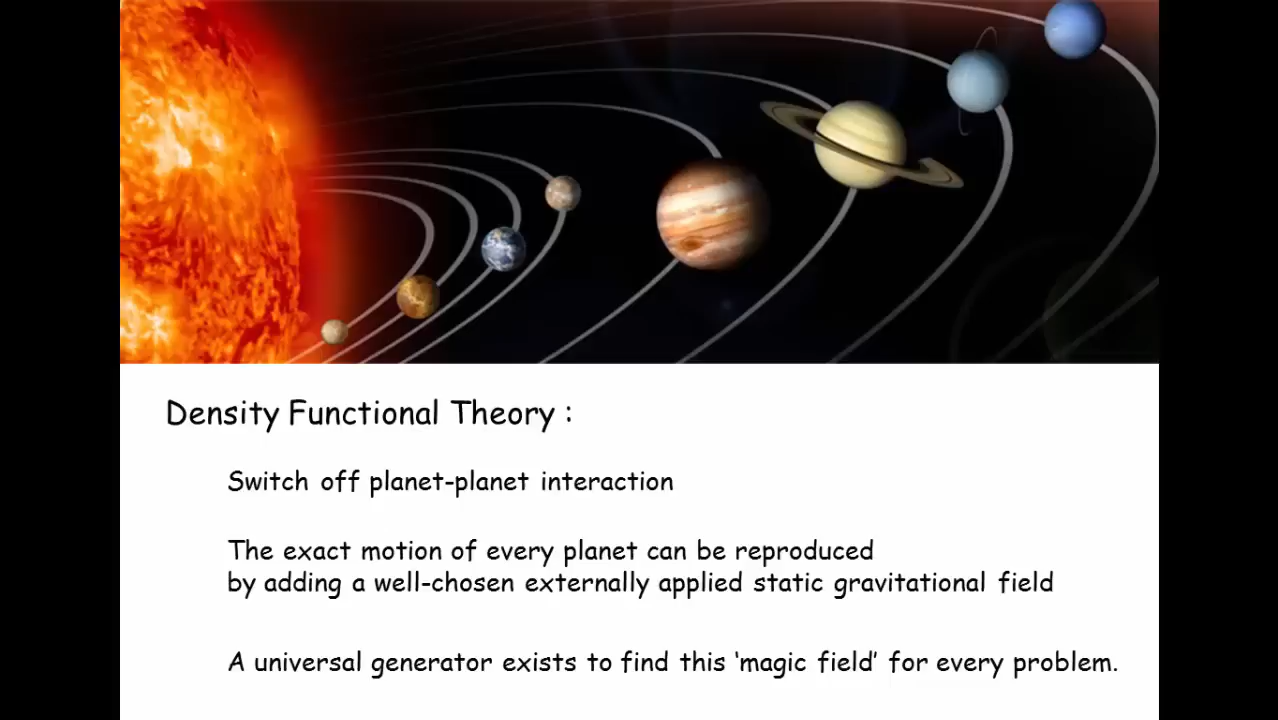 Density Functional Theory :
Switch off planet-planet interaction
The exact motion of every planet can be reproduced
by adding a well-chosen externally applied static gravitational field
A universal generator exists to find this ‘magic field’ for every problem.